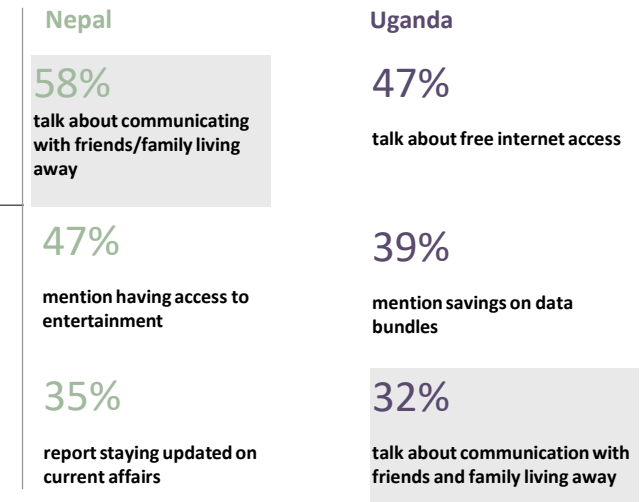 Nepal
58%
talk about communicating
with friends/family living
away
47%
mention having access to
entertainment
35%
report staying updated on
current affairs
Uganda
47%
talk about free internet access
39%
mention savings on data
bundles
32%
talk about communication with
friends and family living away